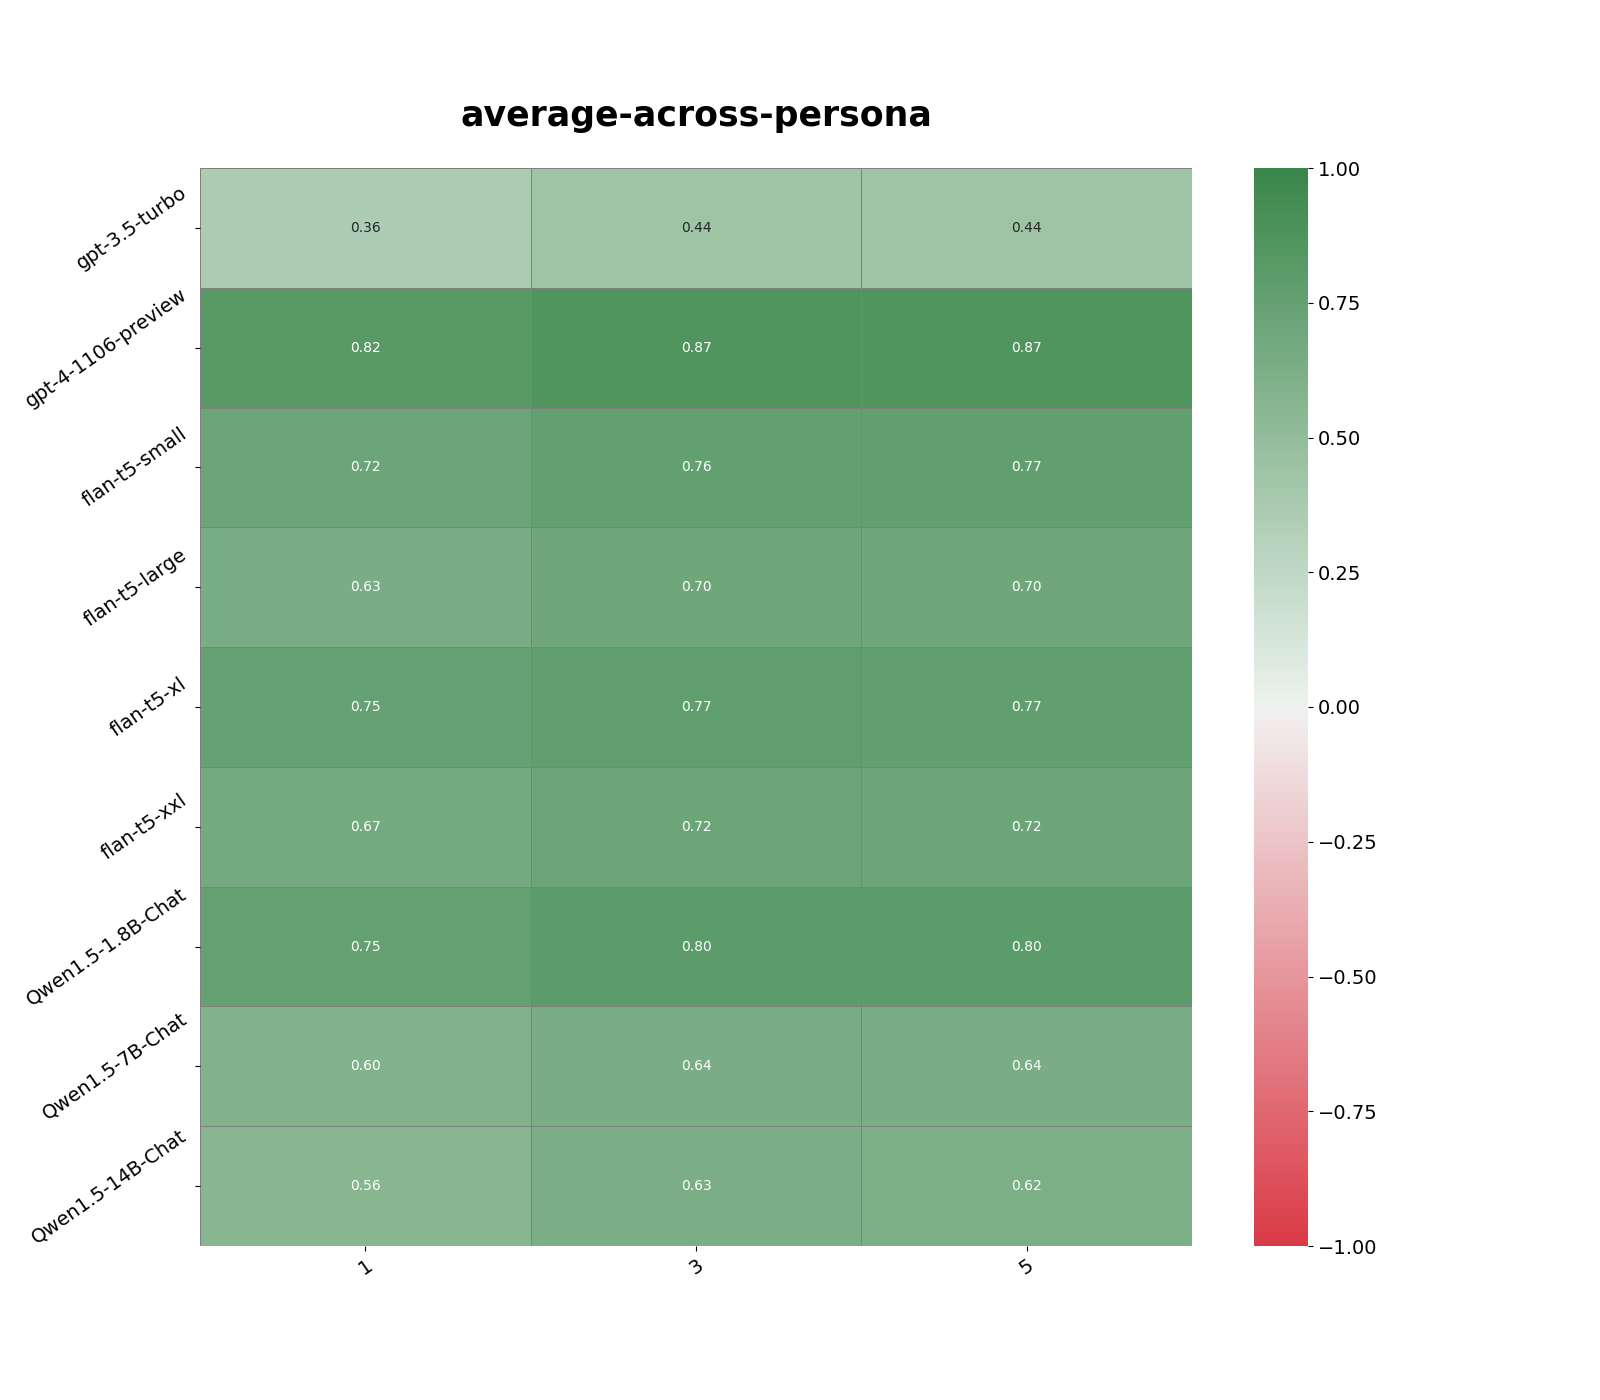 average-across-persona
gpt-3.5-turbo 0.36 0.44 0.44
gpt-4-1106-preview 0.82 0.87 0.87
flan-t5-small 0.72 0.76 0.77
flan-t5-large 0.63 0.70 0.70
flan-t5-xl 0.75 0.77 0.77
flan-t5-xxl 0.67 0.72 0.72
Qwen1.5-1.8B-Chat 0.75 0.80 0.80
Qwen1.5-7B-Chat 0.60 0.64 0.64
Qwen1.5-14B-Chat 0.56 0.63 0.62
1 3 5
1.00
0.75
0.50
0.25
0.00
−0.25
−0.50
−0.75
−1.00